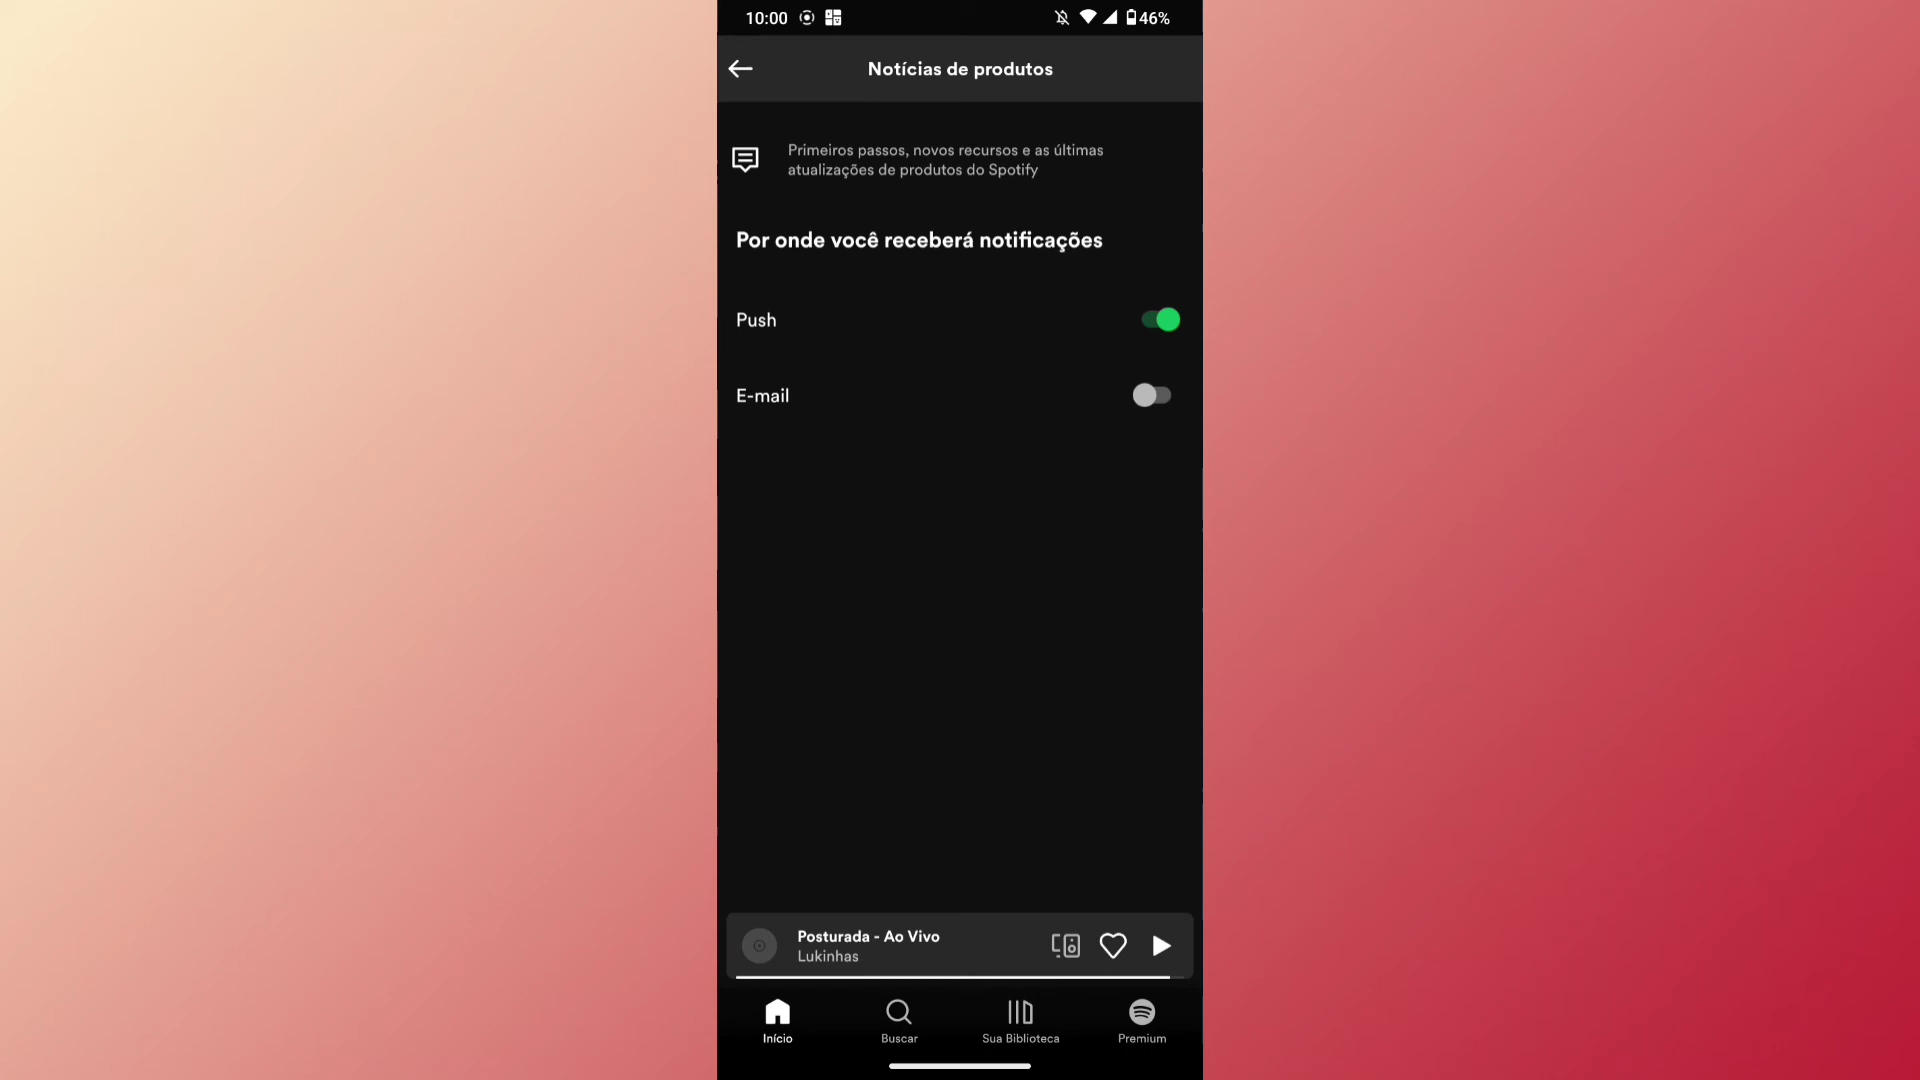 10:00
46%
Notícias de produtos
Primeiros passos, novos recursos e as últimas
atualizações de produtos do Spotify
Por onde você receberá notificações
Push
E-mail
Posturada - Ao Vivo
Lukinhas
Início
Buscar
Sua Biblioteca
Premium